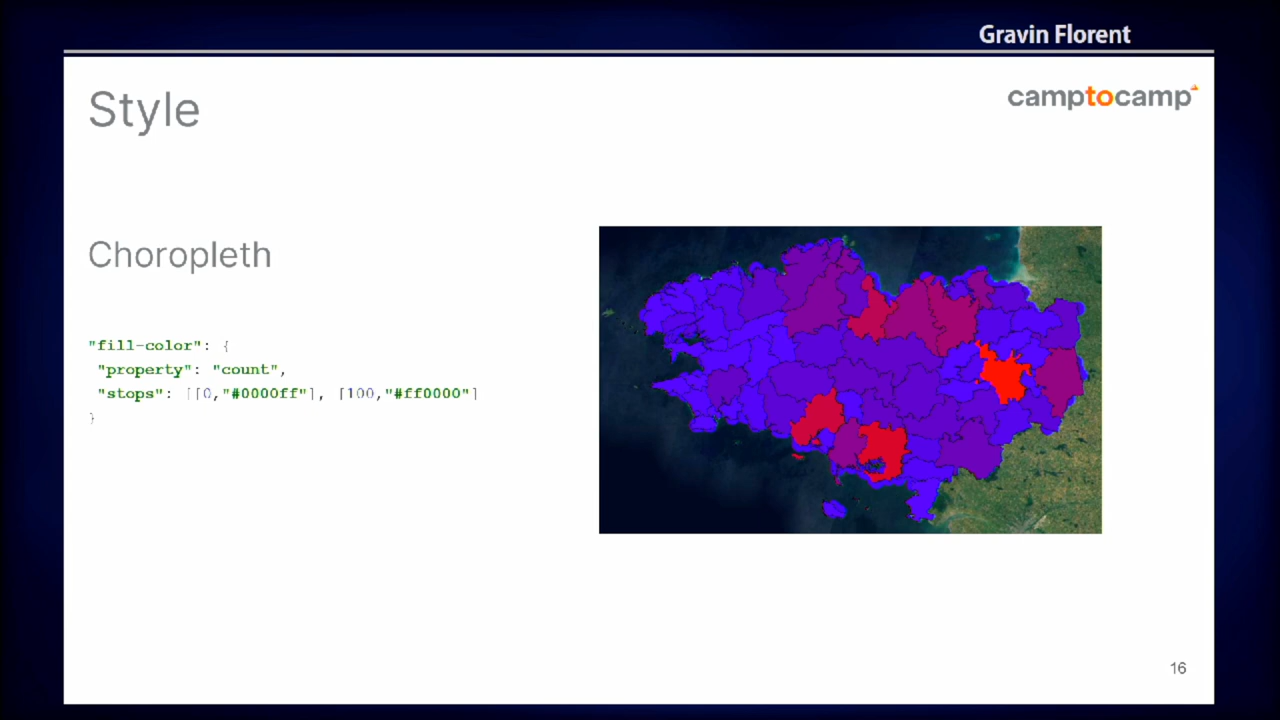 Gravin Florent
Style
camptocamp
Choropleth
"fill-color": {
"property": "count",
"stops": [[0,"#0000ff"], [100,"#ff0000"]
}
16